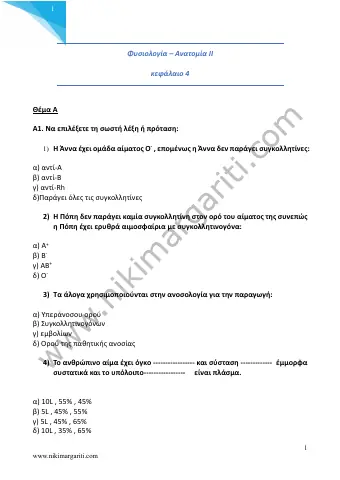 1
Φυσιολογία – Ανατομία ΙΙ
κεφάλαιο 4
Θέμα Α
Α1. Να επιλέξετε τη σωστή λέξη ή πρόταση:
1) Η Άννα έχει ομάδα αίματος Ο⁻ , επομένως η Άννα δεν παράγει συγκολλητίνες:
α) αντί-Α
β) αντί-Β
γ) αντί-Rh
δ)Παράγει όλες τις συγκολλητίνες
2) Η Πόπη δεν παράγει καμία συγκολλητίνη στον ορό του αίματος της συνεπώς
η Πόπη έχει ερυθρά αιμοσφαίρια με συγκολλητινογόνα:
α) Α⁺
β) Β⁻
γ) ΑΒ⁺
δ) Ο⁻
3) Τα άλογα χρησιμοποιούνται στην ανοσολογία για την παραγωγή:
α) Υπεράνοσου ορού
β) Συγκολλητινογόνων
γ) εμβολίων
δ) Ορού της παθητικής ανοσίας
4) Το ανθρώπινο αίμα έχει όγκο ----------------- και σύσταση ------------- έμμορφα
συστατικά και το υπόλοιπο----------------- είναι πλάσμα.
α) 10L , 55% , 45%
β) 5L , 45% , 55%
γ) 5L , 45% , 65%
δ) 10L , 35% , 65%
1
www.nikimargariti.com
www.nikimargariti.com